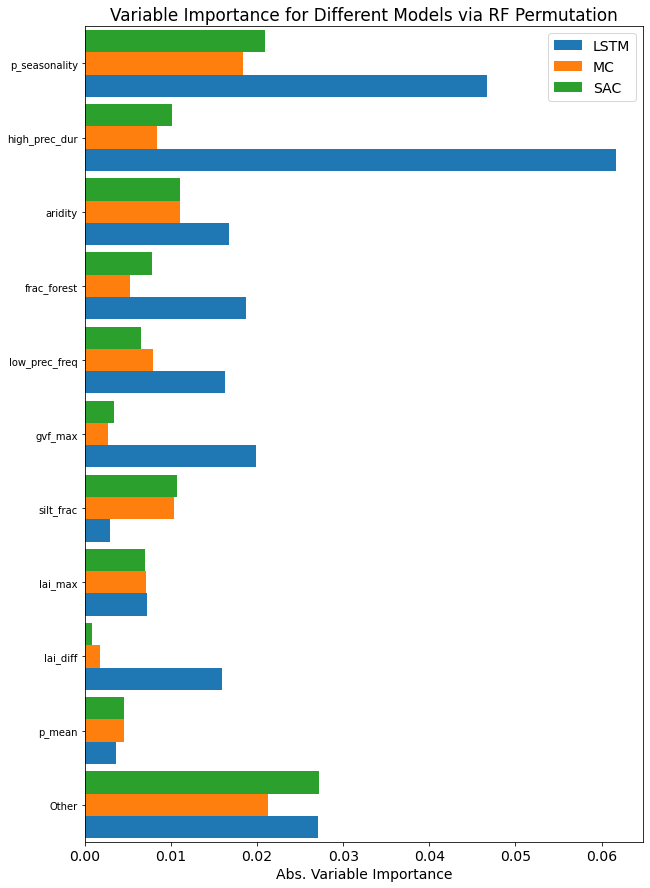 Variable Importance for Different Models via RF Permutation
LSTM
MC
SAC
p_seasonality
high_prec_dur
aridity
frac_forest
low_prec_freq
gvf_max
silt_frac
lai_max
lai_diff
p_mean
Other
0.00 0.01 0.02 0.03 0.04 0.05 0.06
Abs. Variable Importance